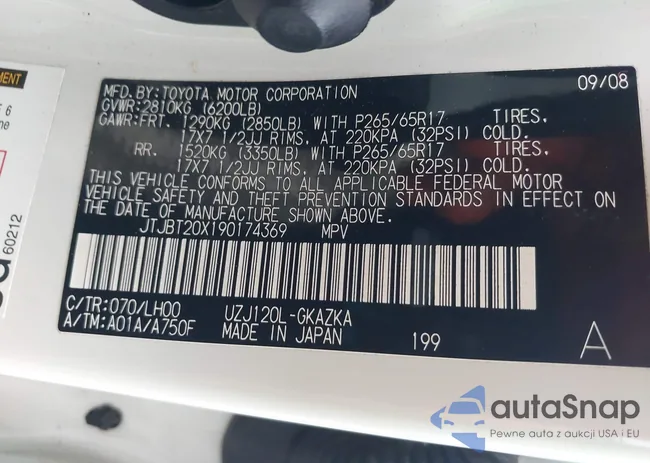 MFD.BY:TOYOTA MOTOR CORPORATION 09/08
GVWR:2810KG (6200LB)
GAWR:FRT. 1290KG (2850LB) WITH P265/65R17 TIRES.
17X7 1/2JJ RIMS, AT 220KPA (32PSI) COLD.
RR. 1520KG (3350LB) WITH P265/65R17 TIRES.
17X7 1/2JJ RIMS, AT 220KPA (32PSI) COLD.
THIS VEHICLE CONFORMS TO ALL APPLICABLE FEDERAL MOTOR
VEHICLE SAFETY AND THEFT PREVENTION STANDARDS IN EFFECT ON
THE DATE OF MANUFACTURE SHOWN ABOVE.
JTJBT20X190174369 MPV
C/TR:070/LH00 UZJ120L-GKAZKA
A/TM:A01A/A750F MADE IN JAPAN 199 A
60212
autaSnap
Pewne auta z aukcji USA i EU